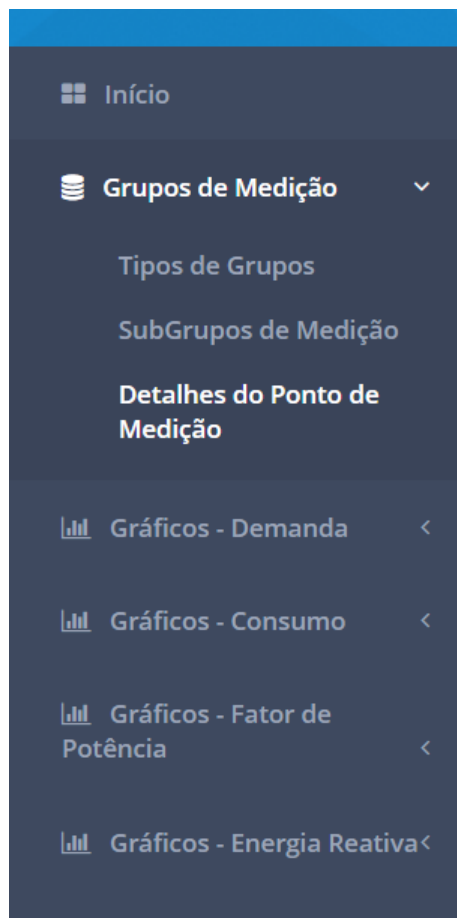 Início
Grupos de Medição
Tipos de Grupos
SubGrupos de Medição
Detalhes do Ponto de
Medição
Gráficos - Demanda
Gráficos - Consumo
Gráficos - Fator de
Potência
Gráficos - Energia Reativa